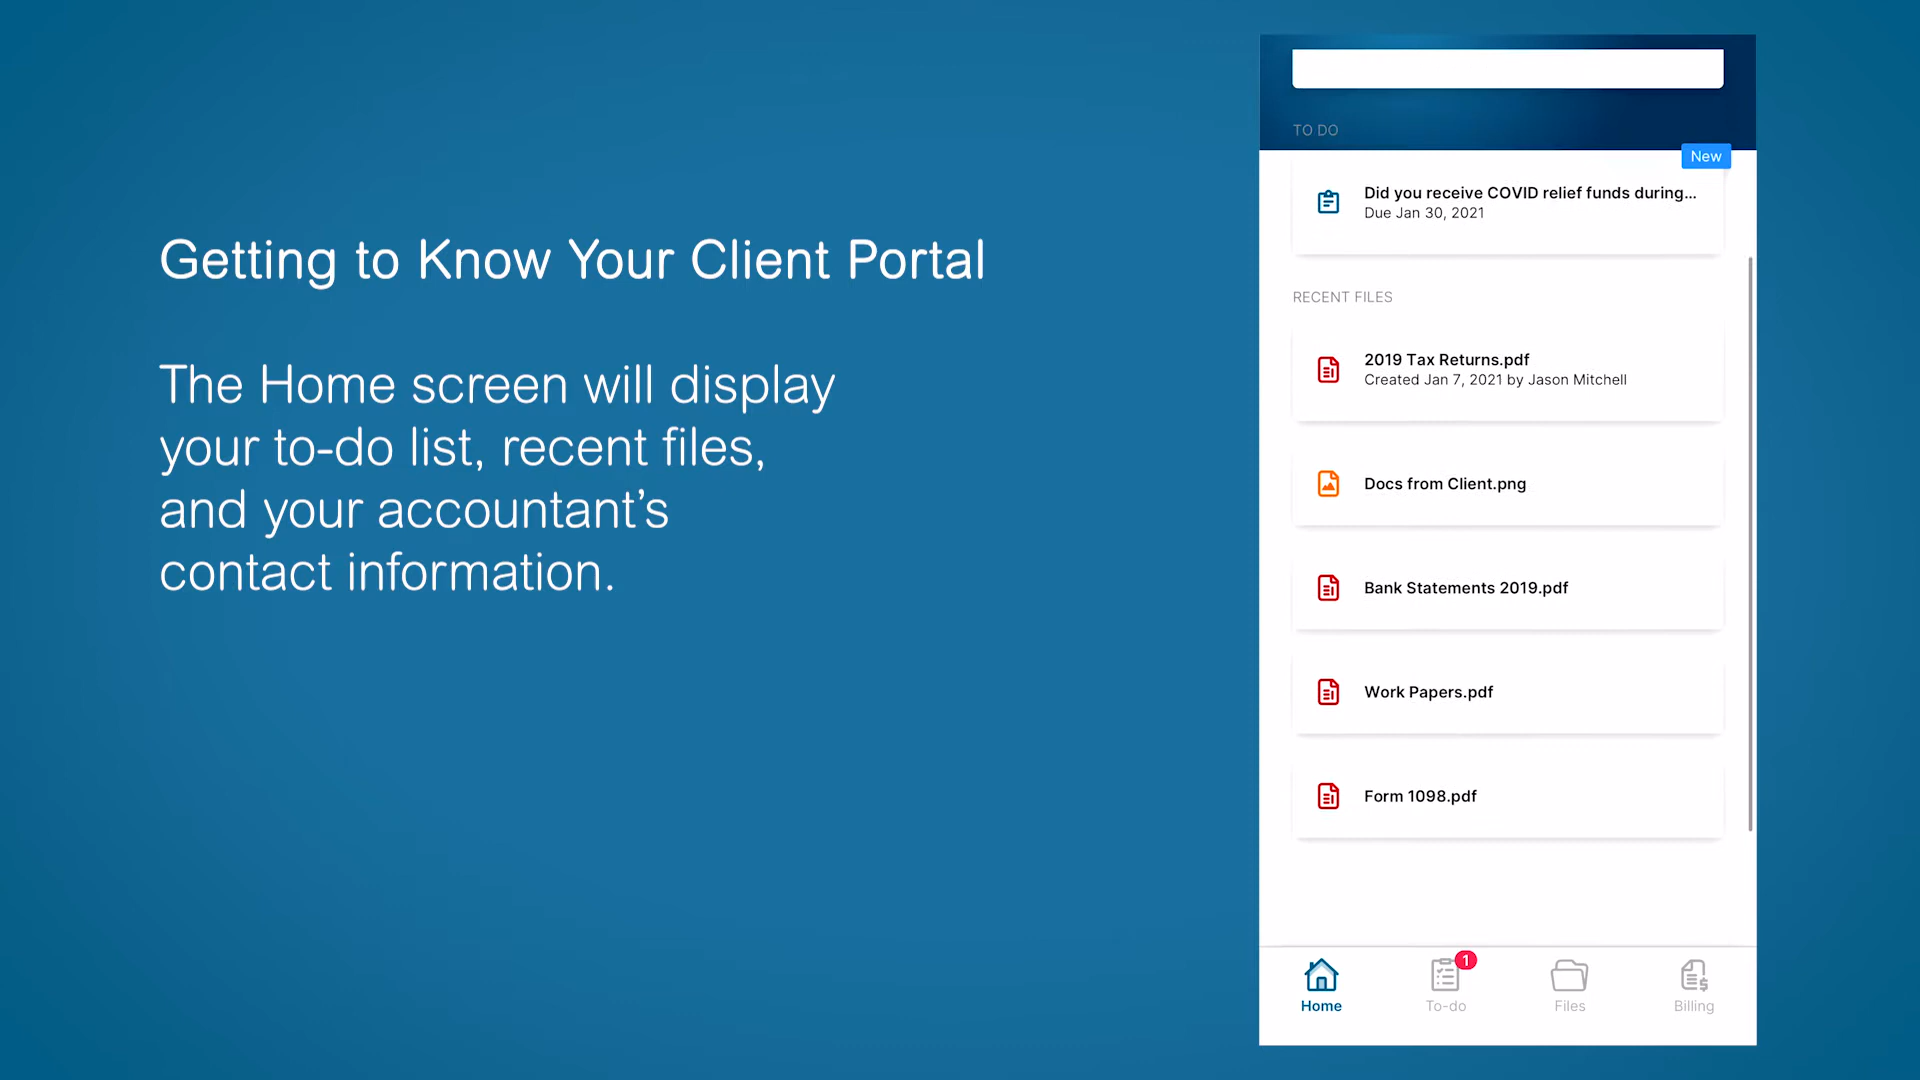 Getting to Know Your Client Portal
The Home screen will display
your to-do list, recent files,
and your accountant’s
contact information.
TO DO
New
Did you receive COVID relief funds during...
Due Jan 30, 2021
RECENT FILES
2019 Tax Returns.pdf
Created Jan 7, 2021 by Jason Mitchell
Docs from Client.png
Bank Statements 2019.pdf
Work Papers.pdf
Form 1098.pdf
1
Home To-do Files Billing